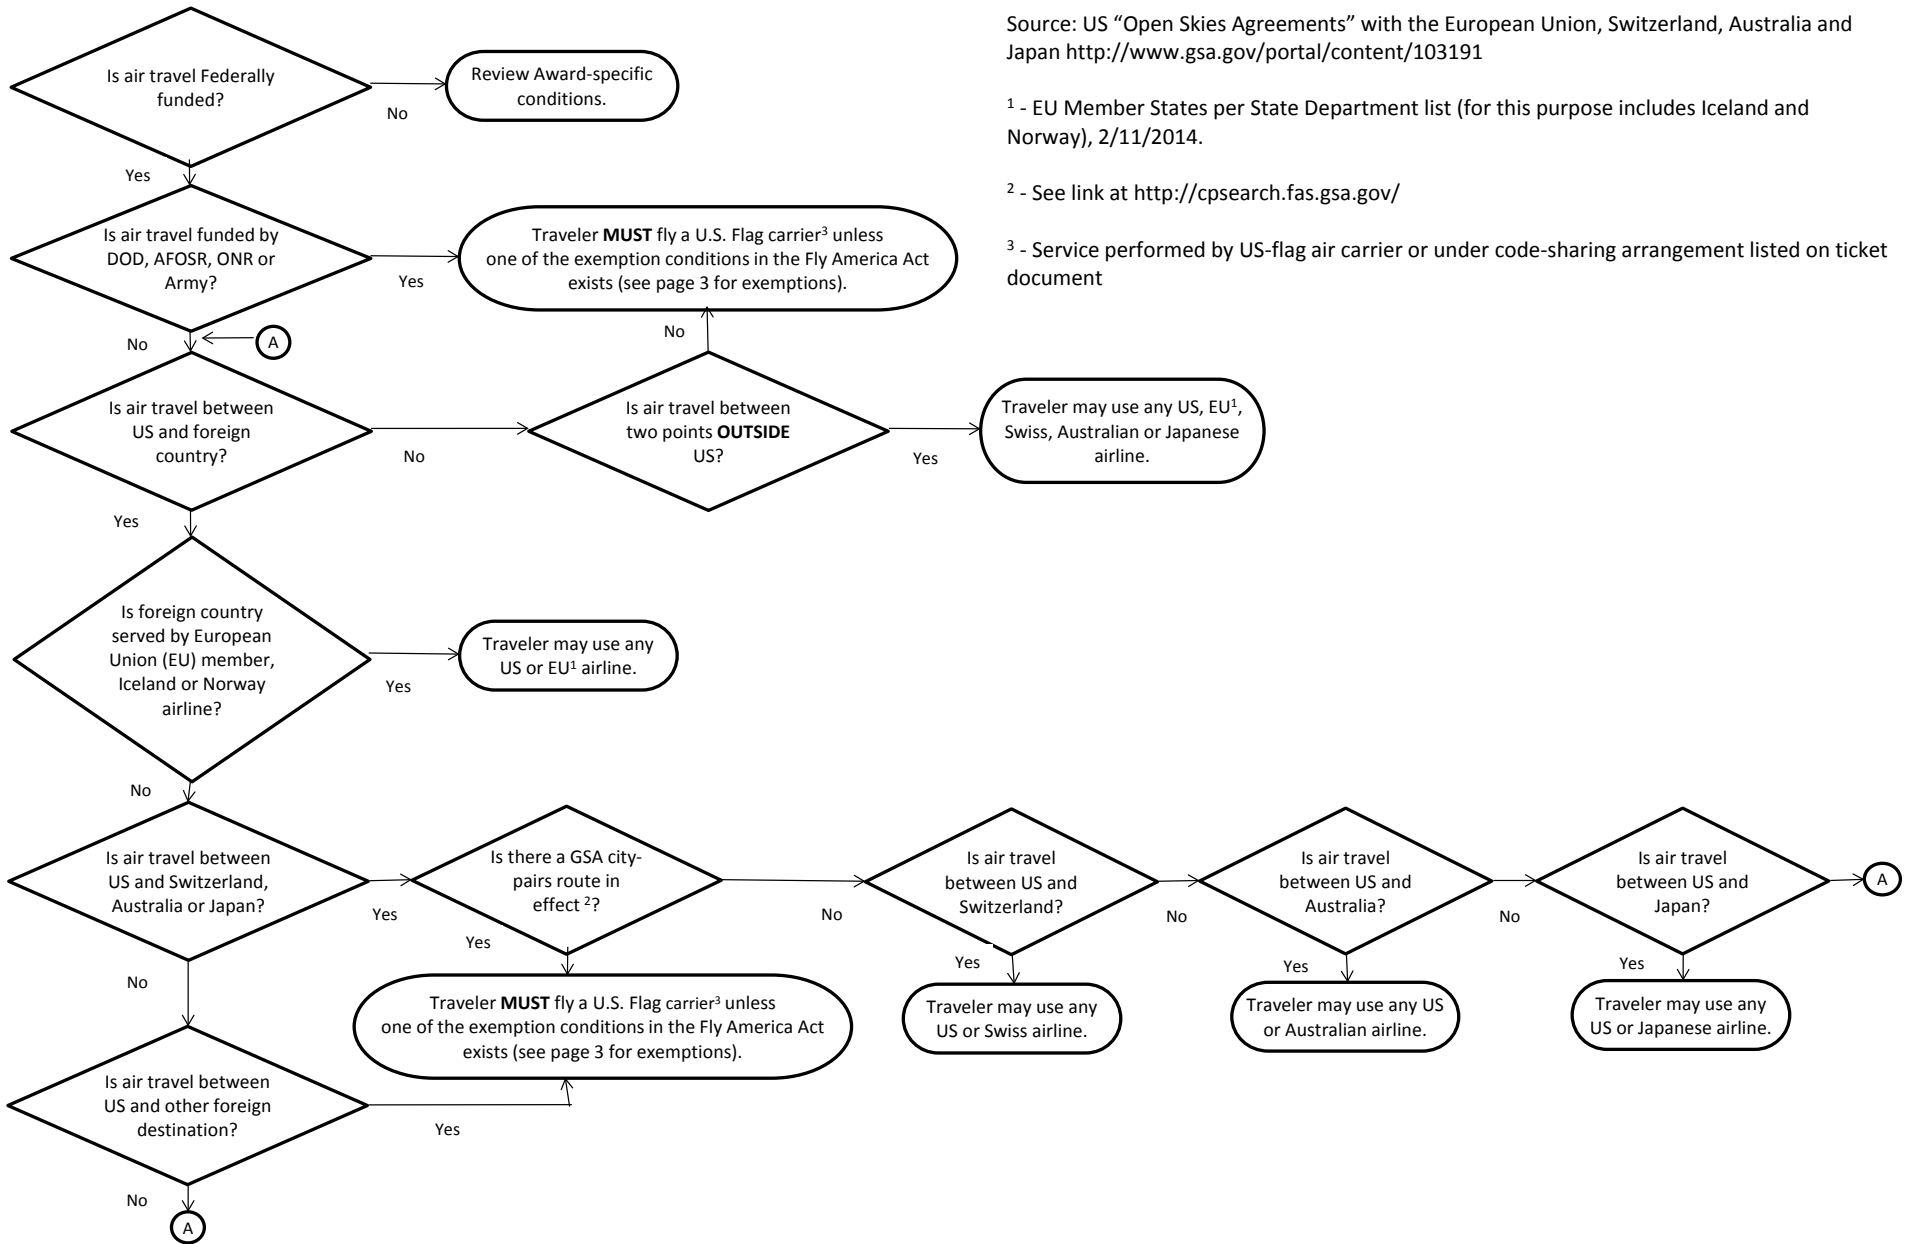 Source: US “Open Skies Agreements” with the European Union, Switzerland, Australia and
Japan http://www.gsa.gov/portal/content/103191
¹ - EU Member States per State Department list (for this purpose includes Iceland and
Norway), 2/11/2014.
² - See link at http://cpsearch.fas.gsa.gov/
³ - Service performed by US-flag air carrier or under code-sharing arrangement listed on ticket
document
Is air travel Federally
funded?
No
Review Award-specific
conditions.
Yes
Is air travel funded by
DOD, AFOSR, ONR or
Army?
Yes
Traveler MUST fly a U.S. Flag carrier³ unless
one of the exemption conditions in the Fly America Act
exists (see page 3 for exemptions).
No
A
No
Is air travel between
US and foreign
country?
No
Is air travel between
two points OUTSIDE
US?
Yes
Traveler may use any US, EU¹,
Swiss, Australian or Japanese
airline.
Yes
Is foreign country
served by European
Union (EU) member,
Iceland or Norway
airline?
Yes
Traveler may use any
US or EU¹ airline.
No
Is air travel between
US and Switzerland,
Australia or Japan?
Yes
Is there a GSA city-
pairs route in
effect ²?
No
Is air travel
between US and
Switzerland?
No
Is air travel
between US and
Australia?
No
Is air travel
between US and
Japan?
A
Yes
Yes
Yes
Yes
No
Traveler MUST fly a U.S. Flag carrier³ unless
one of the exemption conditions in the Fly America Act
exists (see page 3 for exemptions).
Traveler may use any
US or Swiss airline.
Traveler may use any US
or Australian airline.
Traveler may use any
US or Japanese airline.
Is air travel between
US and other foreign
destination?
Yes
No
A